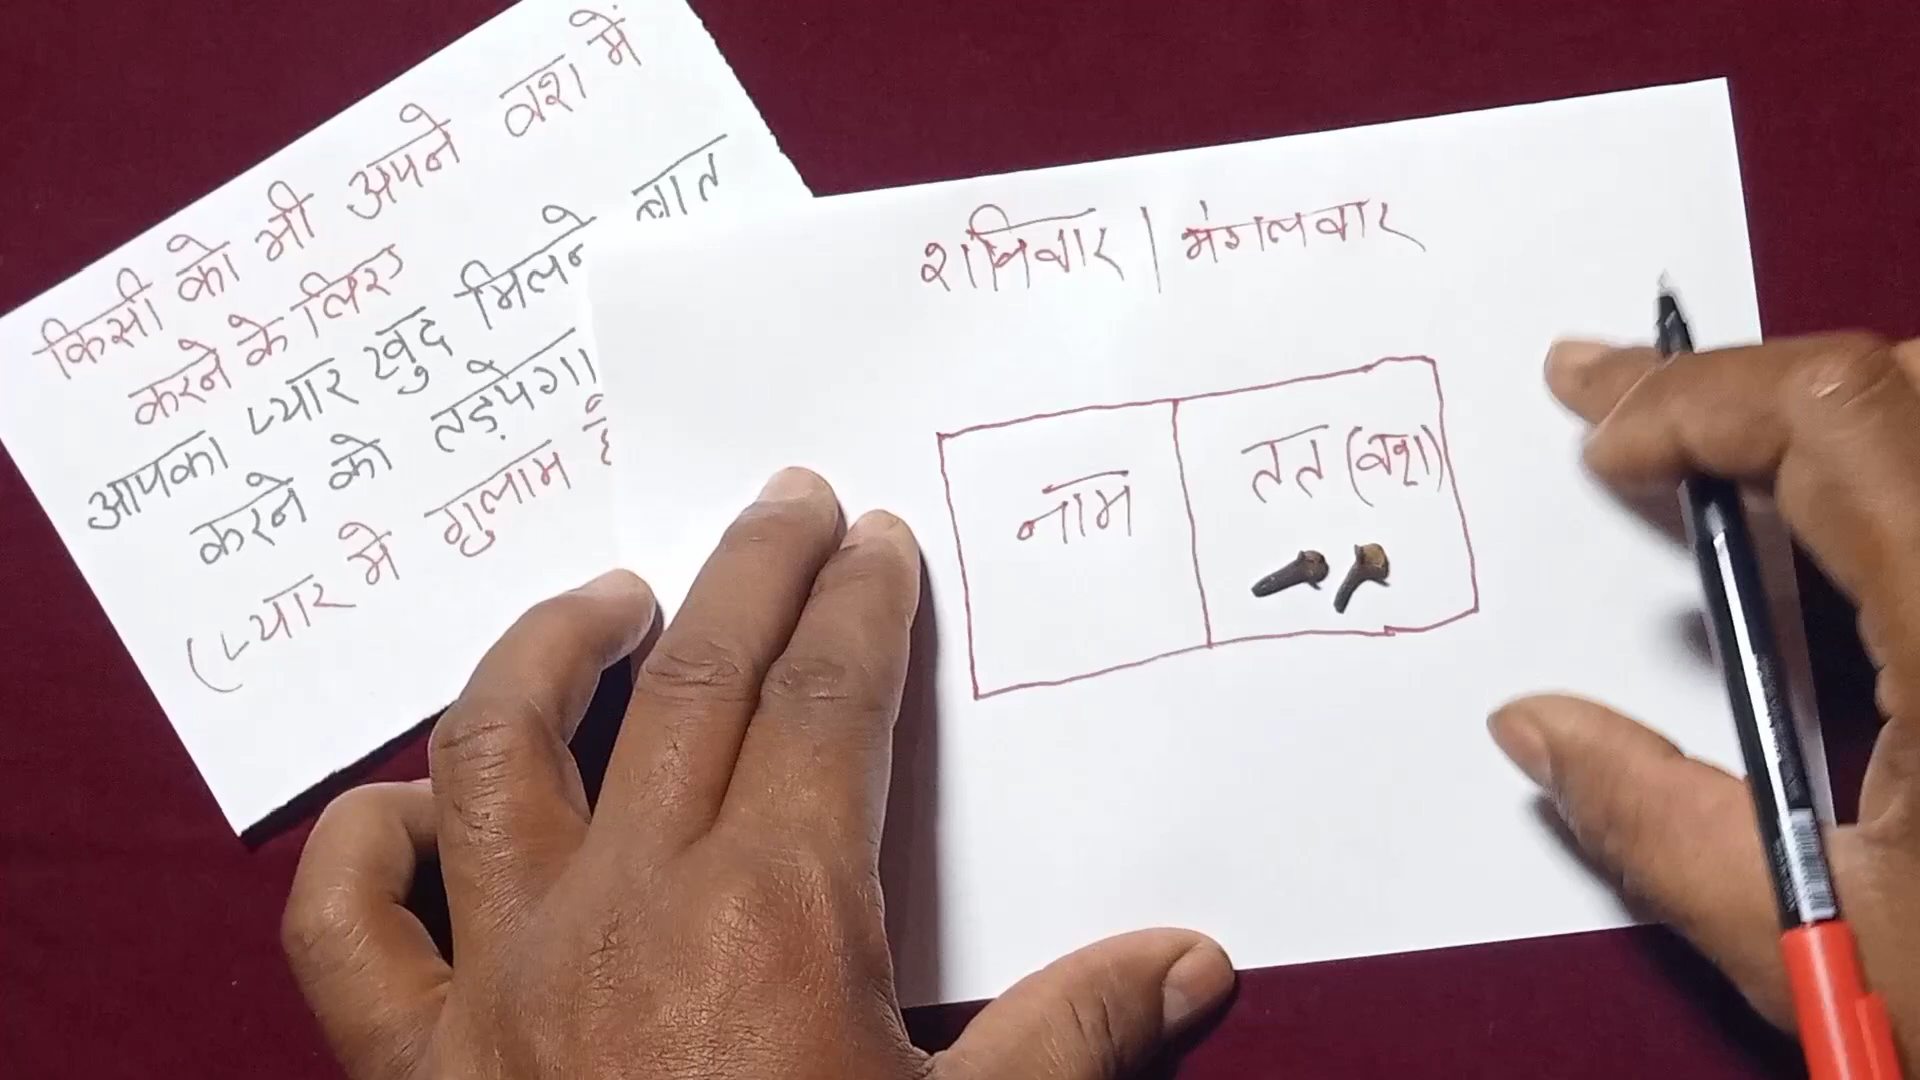 किसी को भी अपने वश में
करने के लिए
आपका प्यार खुद मिलने बात
करने को तड़पेगा
(प्यार मे गुलाम
शनिवार | मंगलवार
नाम
तत (वश)